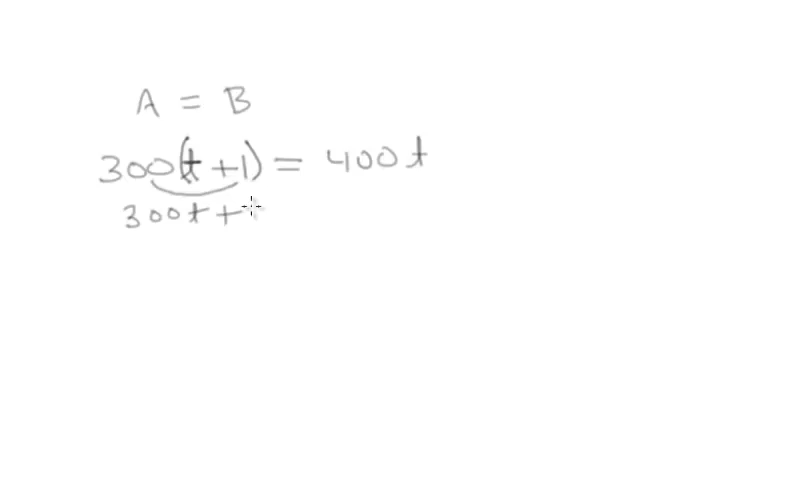 A = B
300(t +1) = 400t
300t +